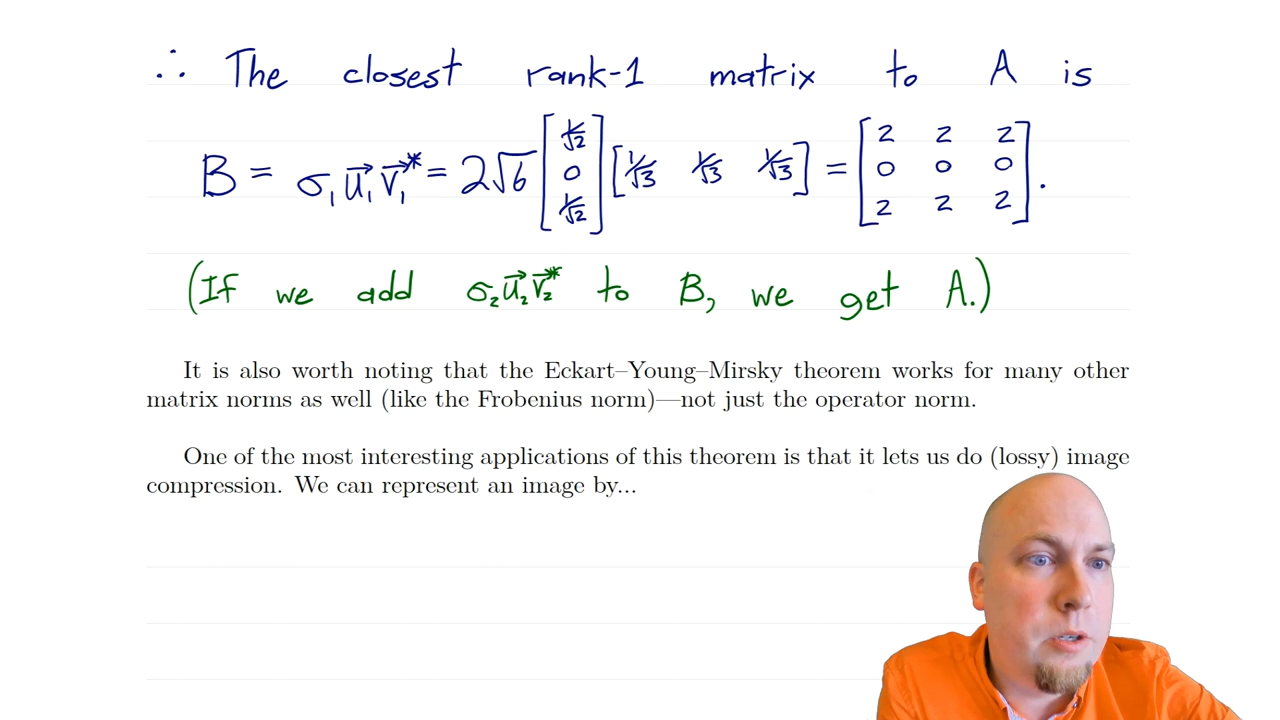 ∴ The closest rank-1 matrix to A is
B = σ₁u⃗₁v⃗₁* = 2√6 [1/√2 0 1/√2] [1/√3 1/√3 1/√3] = [2 2 2 0 0 0 2 2 2].
(If we add σ₂u⃗₂v⃗₂* to B, we get A.)
It is also worth noting that the Eckart–Young–Mirsky theorem works for many other
matrix norms as well (like the Frobenius norm)—not just the operator norm.
One of the most interesting applications of this theorem is that it lets us do (lossy) image
compression. We can represent an image by...